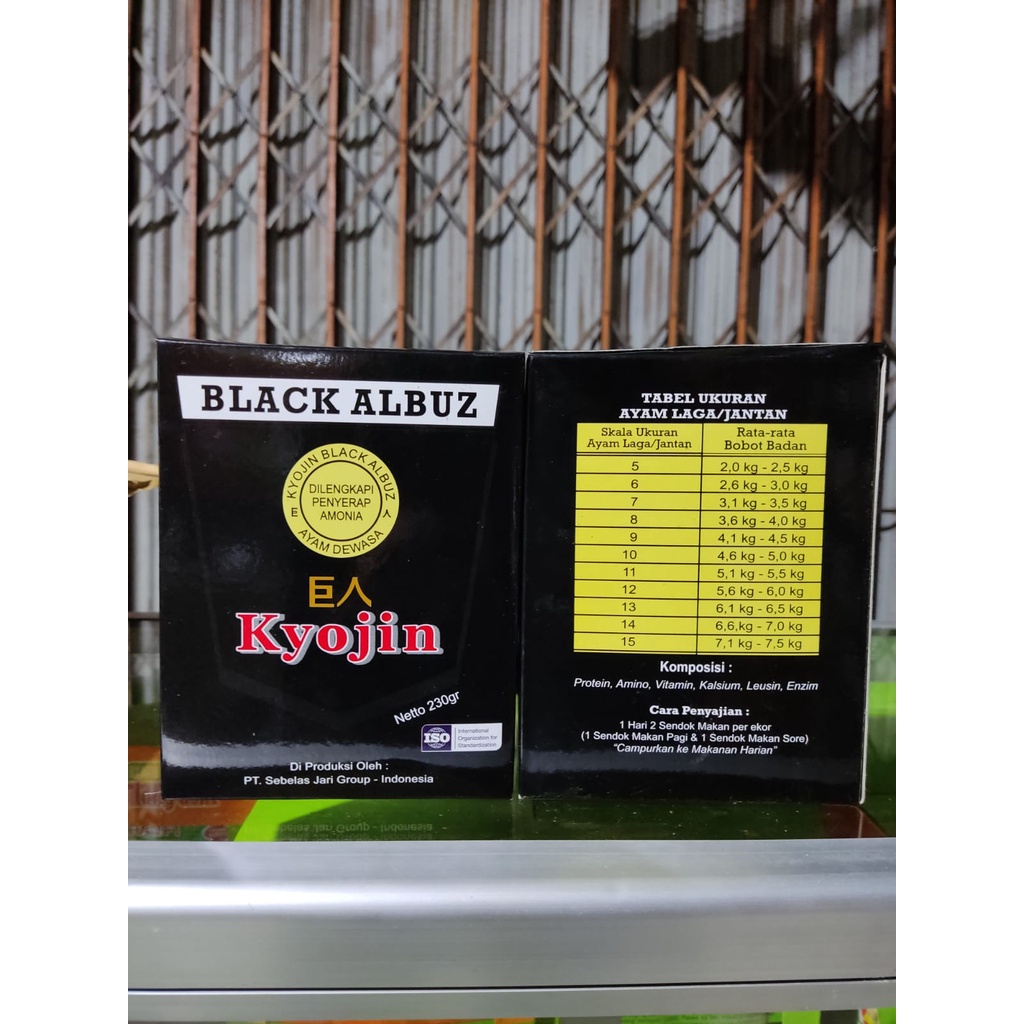 BLACK ALBUZ
KYOJIN BLACK ALBUZ
DILENGKAPI
PENYERAP
AMONIA
AYAM DEWASA
巨人
Kyojin
Netto 230gr
ISO
International
Organization for
Standardization
Di Produksi Oleh :
PT. Sebelas Jari Group - Indonesia
TABEL UKURAN
AYAM LAGA/JANTAN
Skala Ukuran Rata-rata
Ayam Laga/Jantan Bobot Badan
5 2,0 kg - 2,5 kg
6 2,6 kg - 3,0 kg
7 3,1 kg - 3,5 kg
8 3,6 kg - 4,0 kg
9 4,1 kg - 4,5 kg
10 4,6 kg - 5,0 kg
11 5,1 kg - 5,5 kg
12 5,6 kg - 6,0 kg
13 6,1 kg - 6,5 kg
14 6,6,kg - 7,0 kg
15 7,1 kg - 7,5 kg
Komposisi :
Protein, Amino, Vitamin, Kalsium, Leusin, Enzim
Cara Penyajian :
1 Hari 2 Sendok Makan per ekor
(1 Sendok Makan Pagi & 1 Sendok Makan Sore)
"Campurkan ke Makanan Harian"